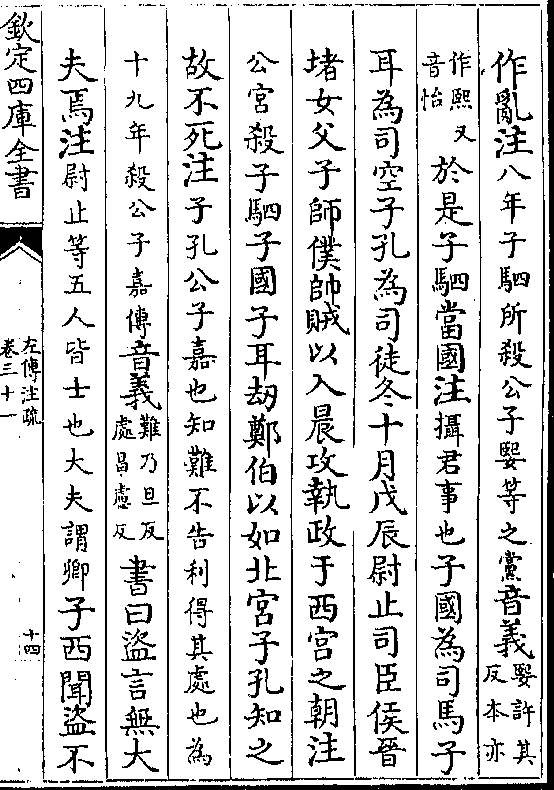 作亂注八年子駟所殺公子熙等之黨音義熙許其反本亦
作熙又音怡於是子駟當國注攝君事也子國為司馬子
耳為司空子孔為司徒冬十月戊辰尉止司臣侯晉
堵女父子師僕帥賊以入晨攻執政于西宮之朝注
公宮殺子駟子國子耳劫鄭伯以如北宮子孔知之
故不死注子孔公子嘉也知難不告利得其處也為
十九年殺公子嘉傳音義難乃旦反處昌慮反書曰盜言無大
夫焉注尉止等五人皆士也大夫謂卿子西聞盜不
欽定四庫全書
左傳注疏
卷三十一
十四